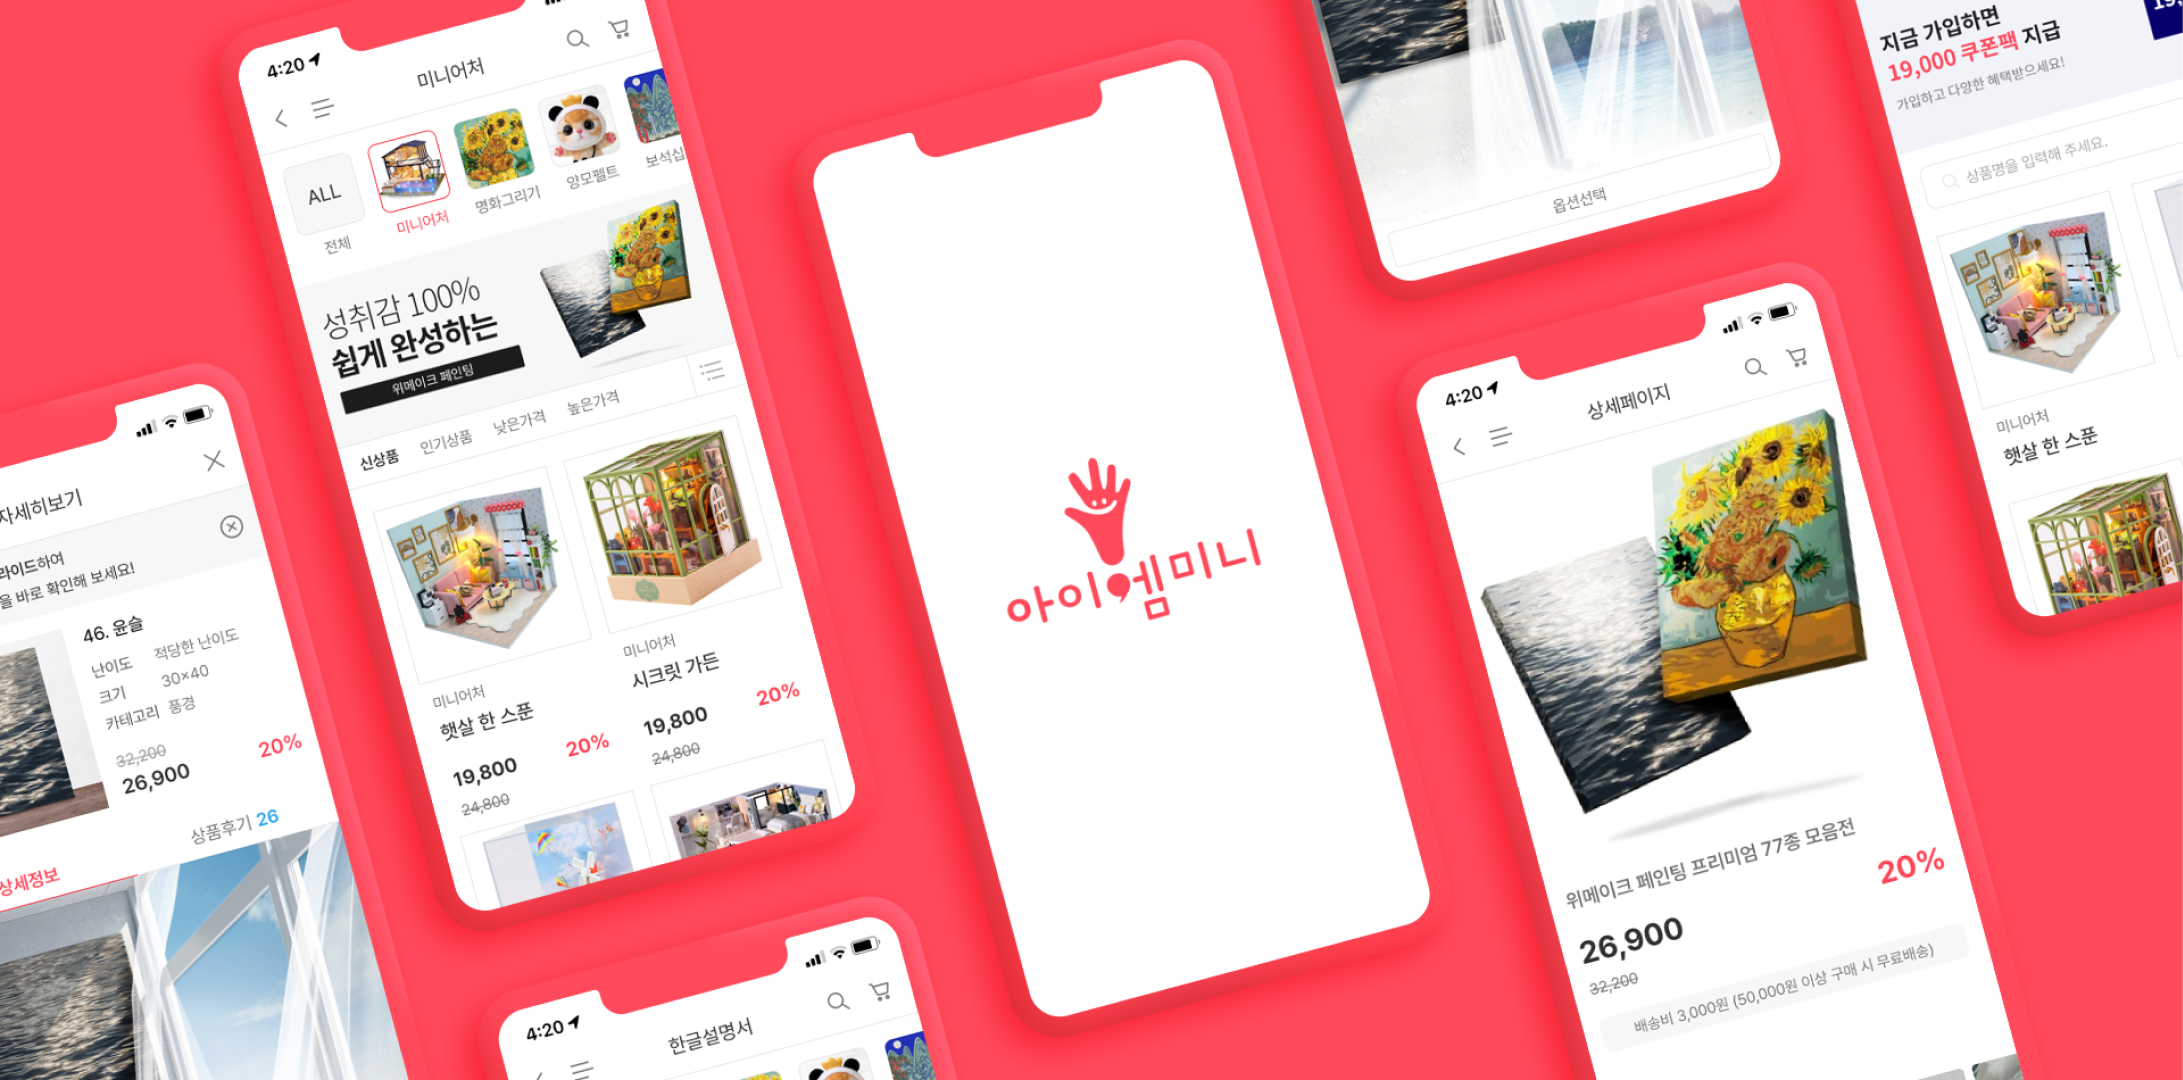 4:20
미니어처
ALL
전체
미니어처
명화그리기
양모펠트
보석십
성취감 100%
쉽게 완성하는
위메이크 페인팅
신상품
인기상품
낮은가격
높은가격
미니어처
햇살 한 스푼
19,800
20%
24,800
미니어처
시크릿 가든
19,800
20%
24,800
자세히보기
라이드하여
을 바로 확인해 보세요!
46. 윤슬
난이도 적당한 난이도
크기 30×40
카테고리 풍경
32,200
26,900
20%
상품후기 26
상세정보
4:20
한글설명서
아이엠미니
옵션선택
4:20
상세페이지
위메이크 페인팅 프리미엄 77종 모음전
20%
26,900
32,200
배송비 3,000원 (50,000원 이상 구매 시 무료배송)
지금 가입하면
19,000 쿠폰팩 지급
가입하고 다양한 혜택받으세요!
상품명을 입력해 주세요.
미니어처
햇살 한 스푼